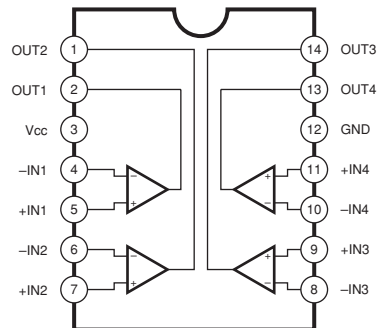 OUT2 1
OUT1 2
Vcc 3
–IN1 4
+IN1 5
–IN2 6
+IN2 7
14 OUT3
13 OUT4
12 GND
11 +IN4
10 –IN4
9 +IN3
8 –IN3
–
+
–
+
+
–
+
–